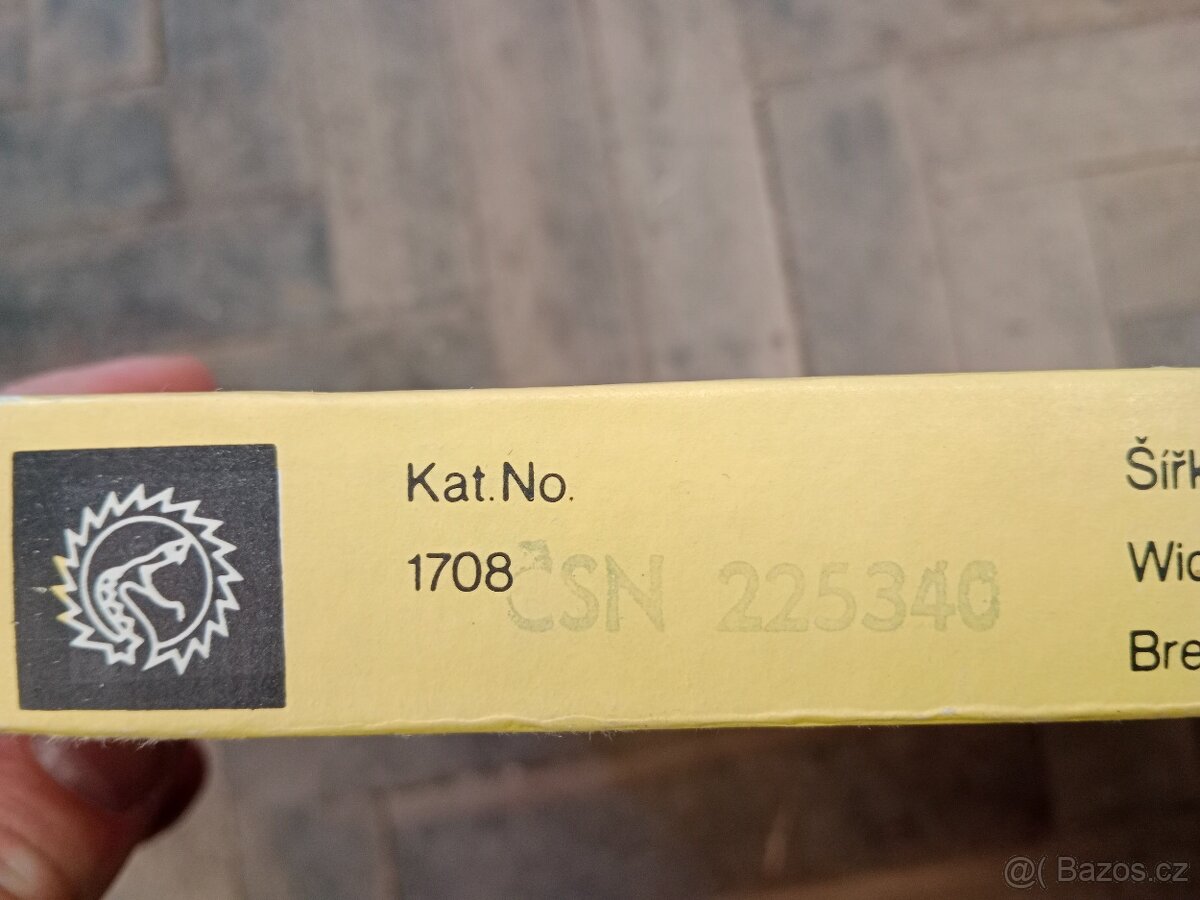 Kat.No.
1708
ČSN 225340
Šířk
Wid
Bre
@( Bazos.cz